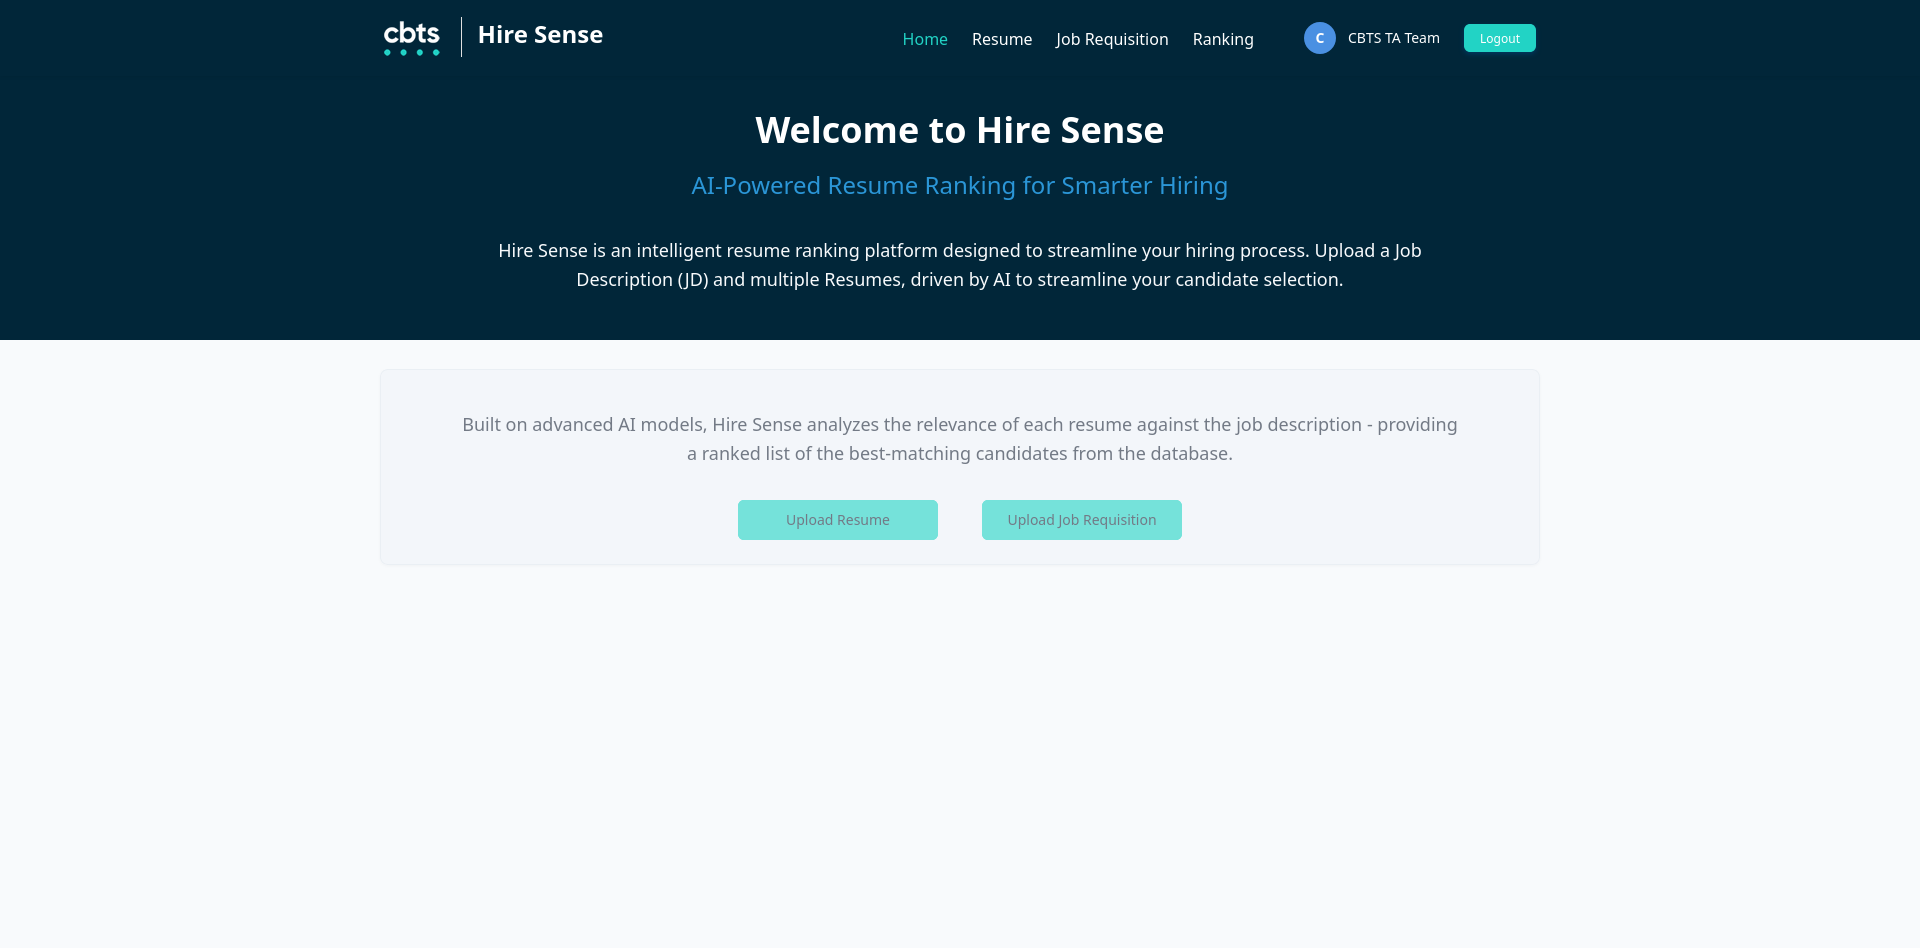 cbts
Hire Sense
Home
Resume
Job Requisition
Ranking
C
CBTS TA Team
Logout
Welcome to Hire Sense
AI-Powered Resume Ranking for Smarter Hiring
Hire Sense is an intelligent resume ranking platform designed to streamline your hiring process. Upload a Job
Description (JD) and multiple Resumes, driven by AI to streamline your candidate selection.
Built on advanced AI models, Hire Sense analyzes the relevance of each resume against the job description - providing
a ranked list of the best-matching candidates from the database.
Upload Resume
Upload Job Requisition